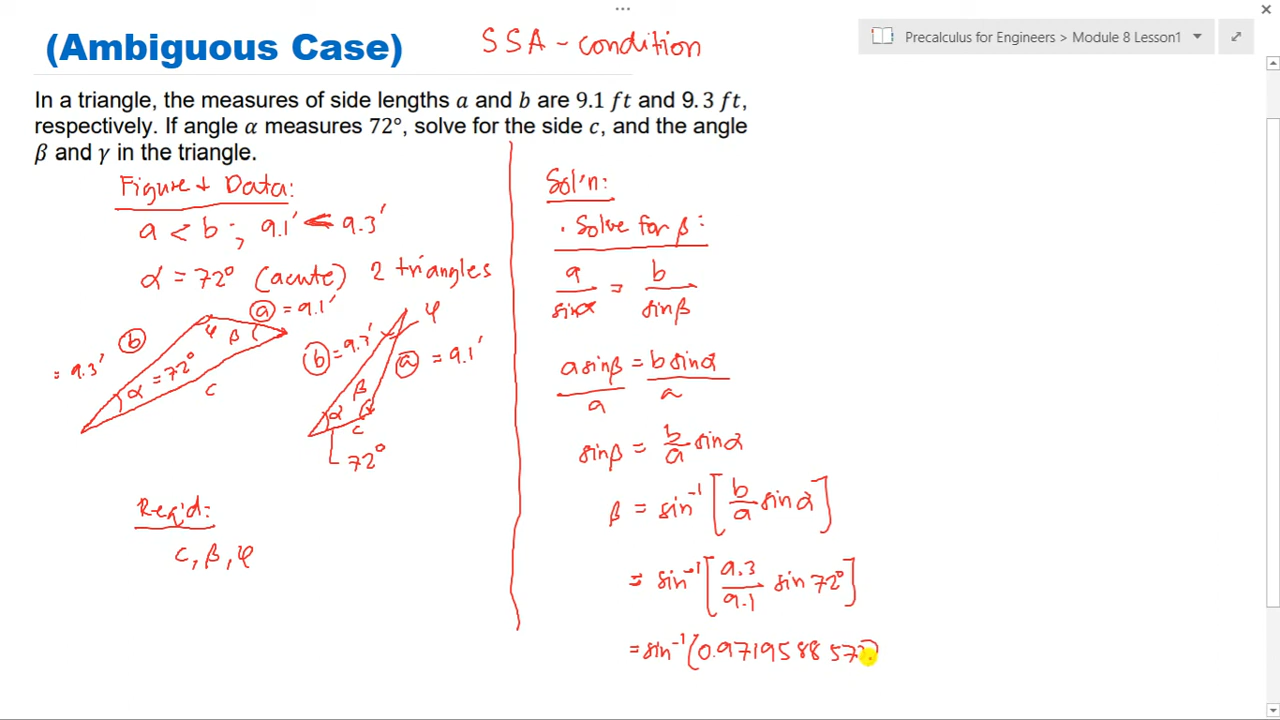 (Ambiguous Case)
SSA - condition
Precalculus for Engineers > Module 8 Lesson1
In a triangle, the measures of side lengths a and b are 9.1 ft and 9.3 ft,
respectively. If angle α measures 72°, solve for the side c, and the angle
β and γ in the triangle.
Figure + Data:
a < b ; 9.1' < 9.3'
α = 72° (acute) 2 triangles
a = 9.1'
b = 9.3'
φ β
α = 72°
c
φ
b = 9.3'
a = 9.1'
β
α
c
72°
Req'd:
c, β, φ
Sol'n:
. Solve for β :
a/sinα = b/sinβ
a sinβ/a = b sinα/a
sinβ = b/a sinα
β = sin⁻¹[b/a sinα]
= sin⁻¹[9.3/9.1 sin 72°]
= sin⁻¹(0.971958857